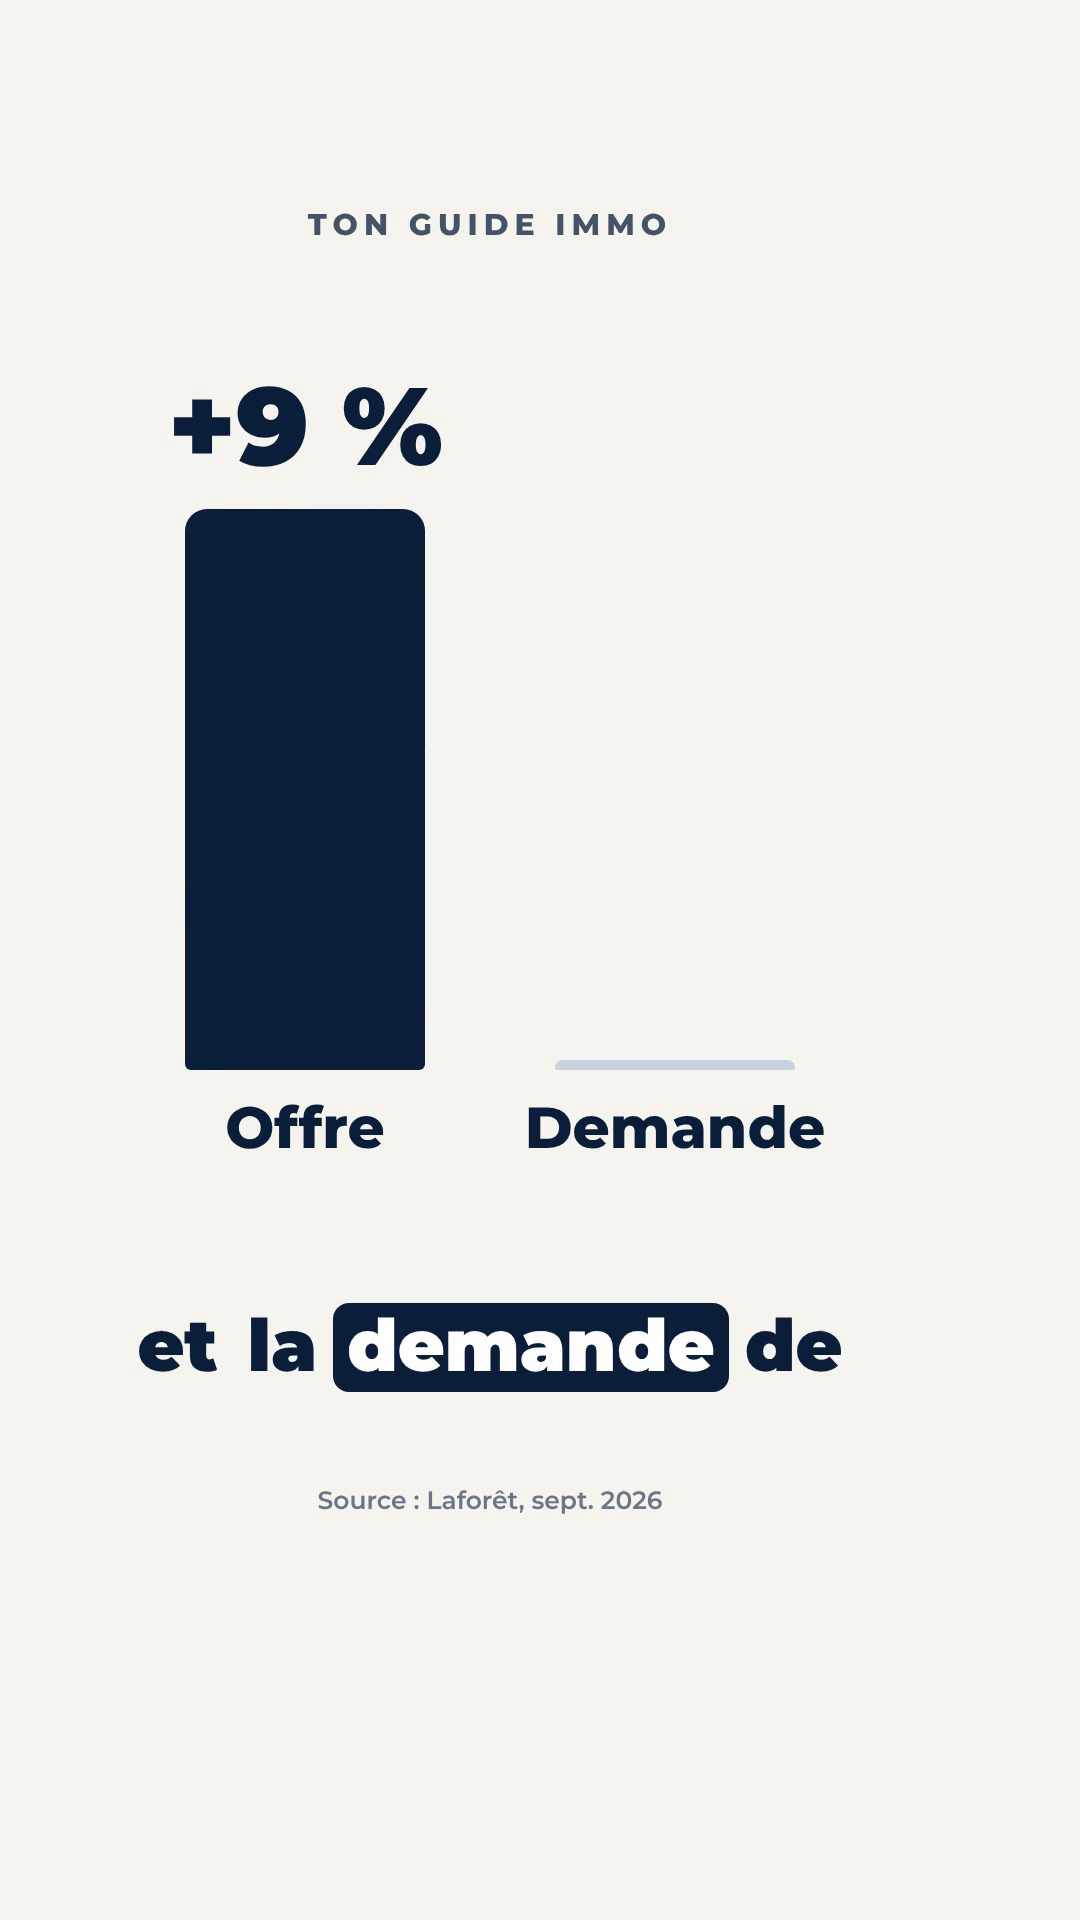 TON GUIDE IMMO
+9 %
Offre
Demande
et la demande de
Source : Laforêt, sept. 2026